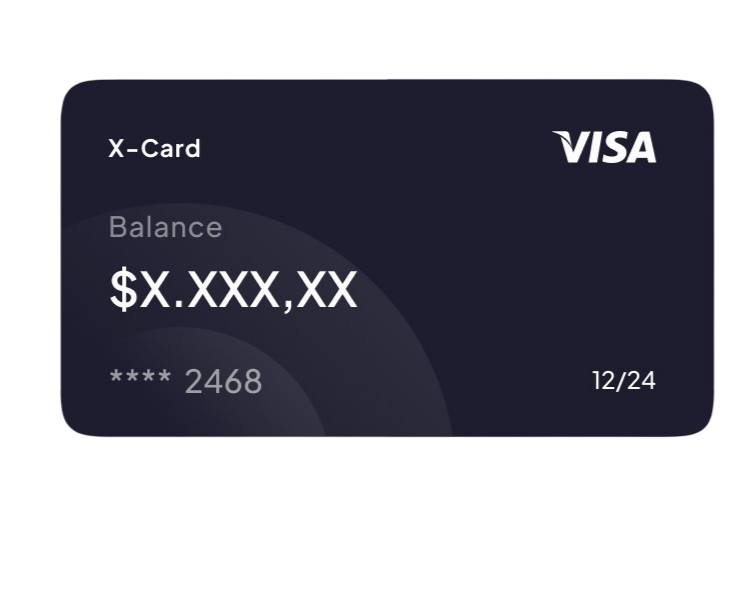 X-Card
VISA
Balance
$X.XXX,XX
**** 2468
12/24